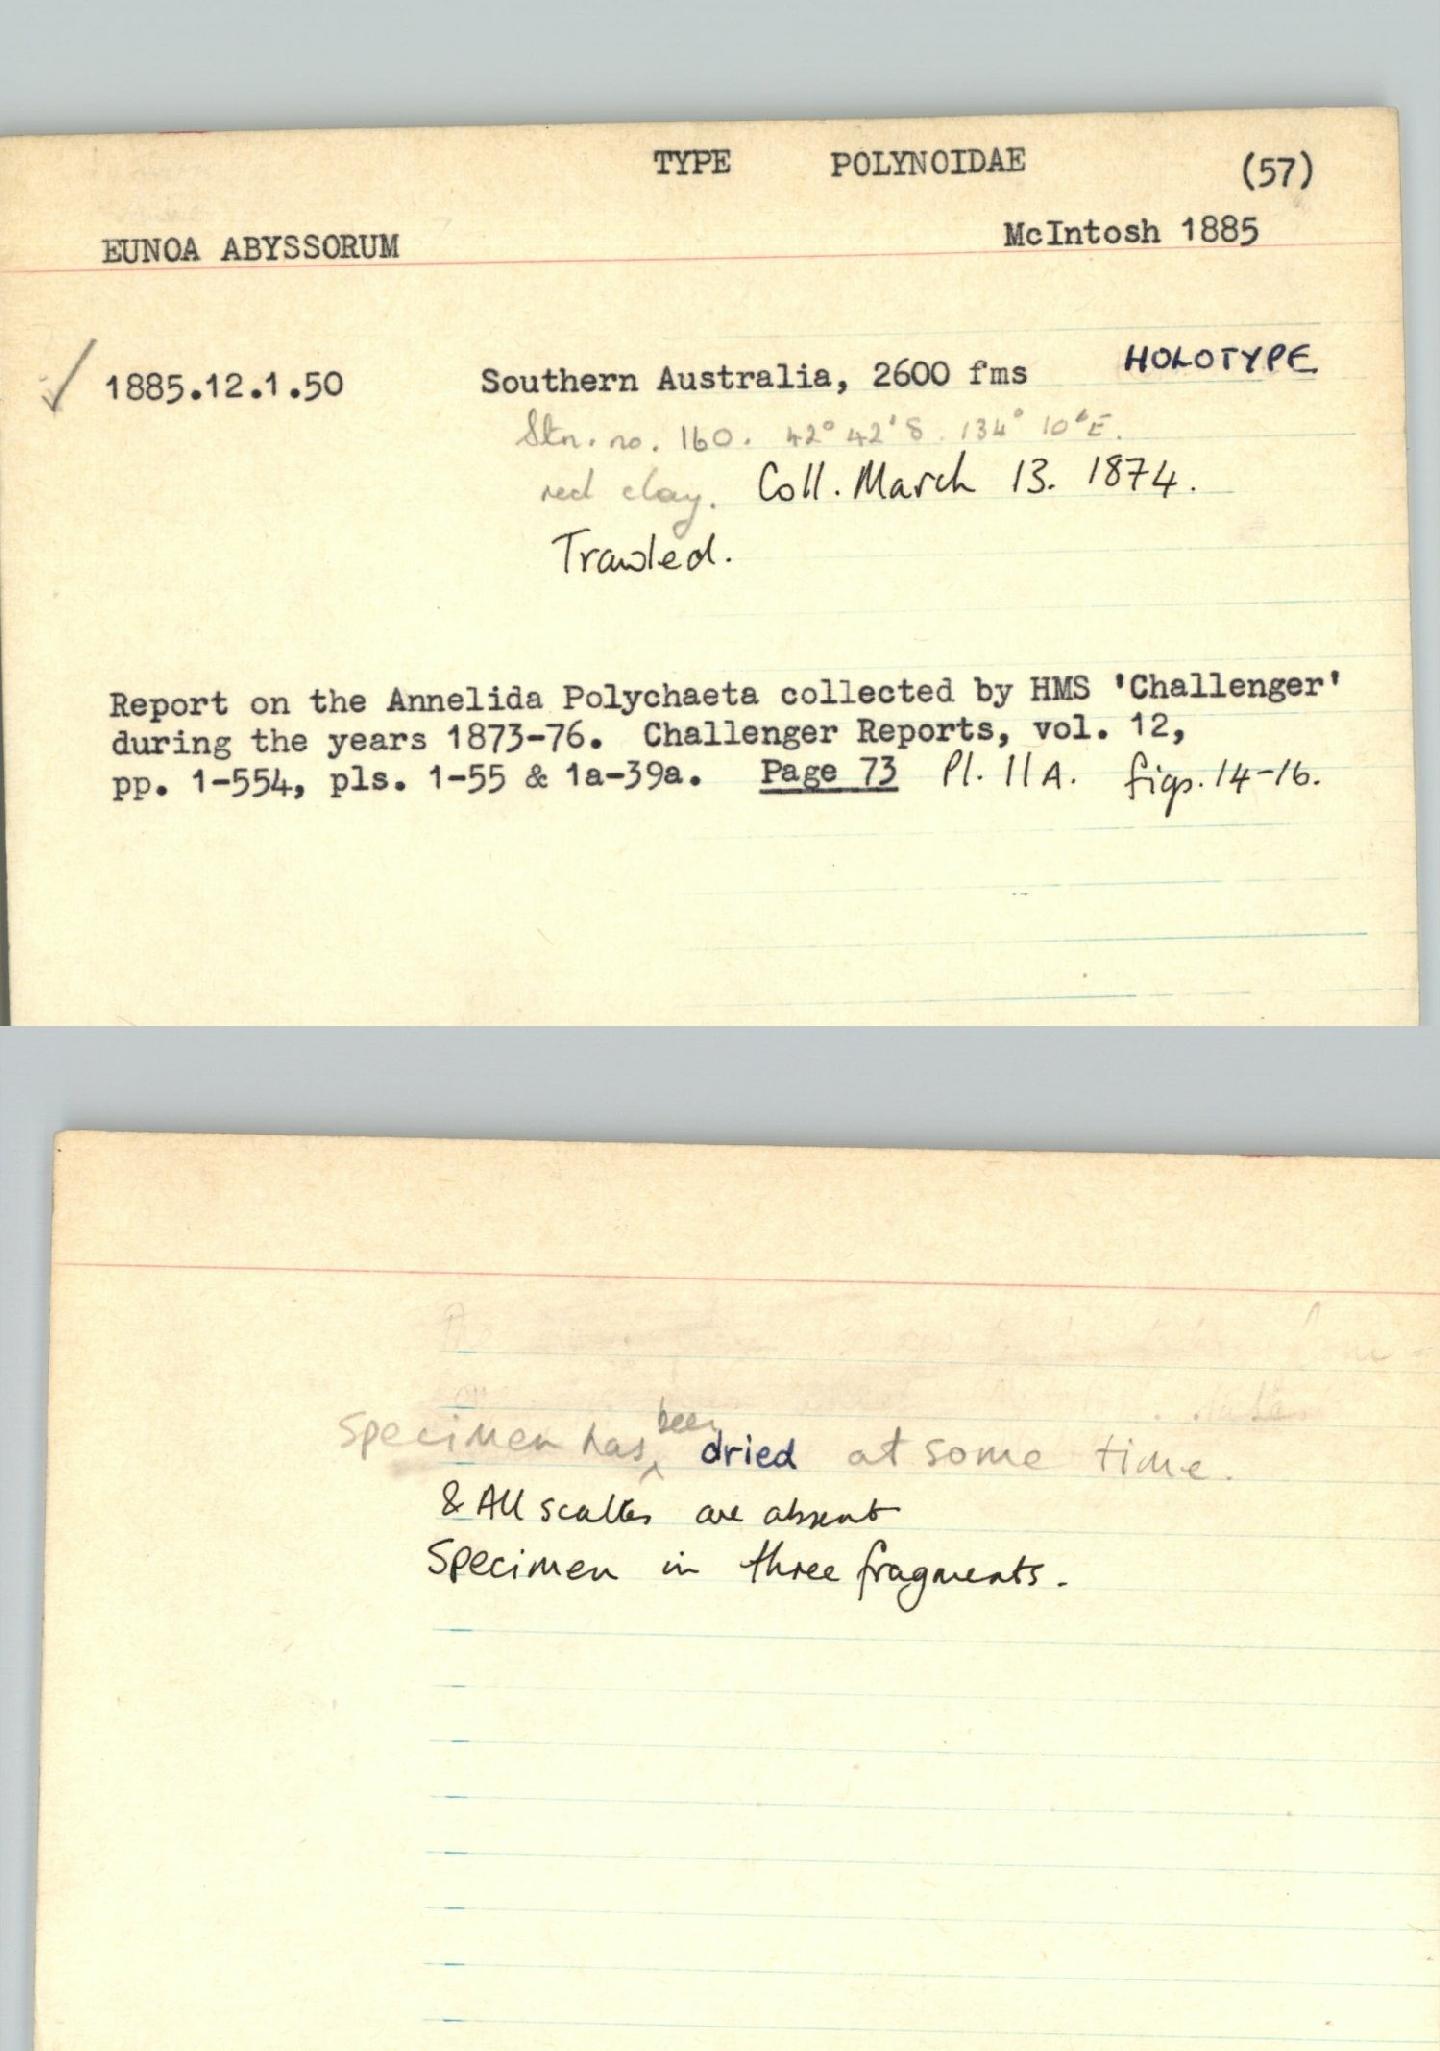 TYPE POLYNOIDAE (57)
EUNOA ABYSSORUM McIntosh 1885
1885.12.1.50 Southern Australia, 2600 fms HOLOTYPE
Stn. no. 160. 42° 42'S. 134° 10'E.
red clay. Coll. March 13. 1874.
Trawled.
Report on the Annelida Polychaeta collected by HMS 'Challenger'
during the years 1873-76. Challenger Reports, vol. 12,
pp. 1-554, pls. 1-55 & 1a-39a. Page 73 Pl. 11A. figs. 14-16.
Specimen has been dried at some time.
& All are absent
Specimen in three fragments.